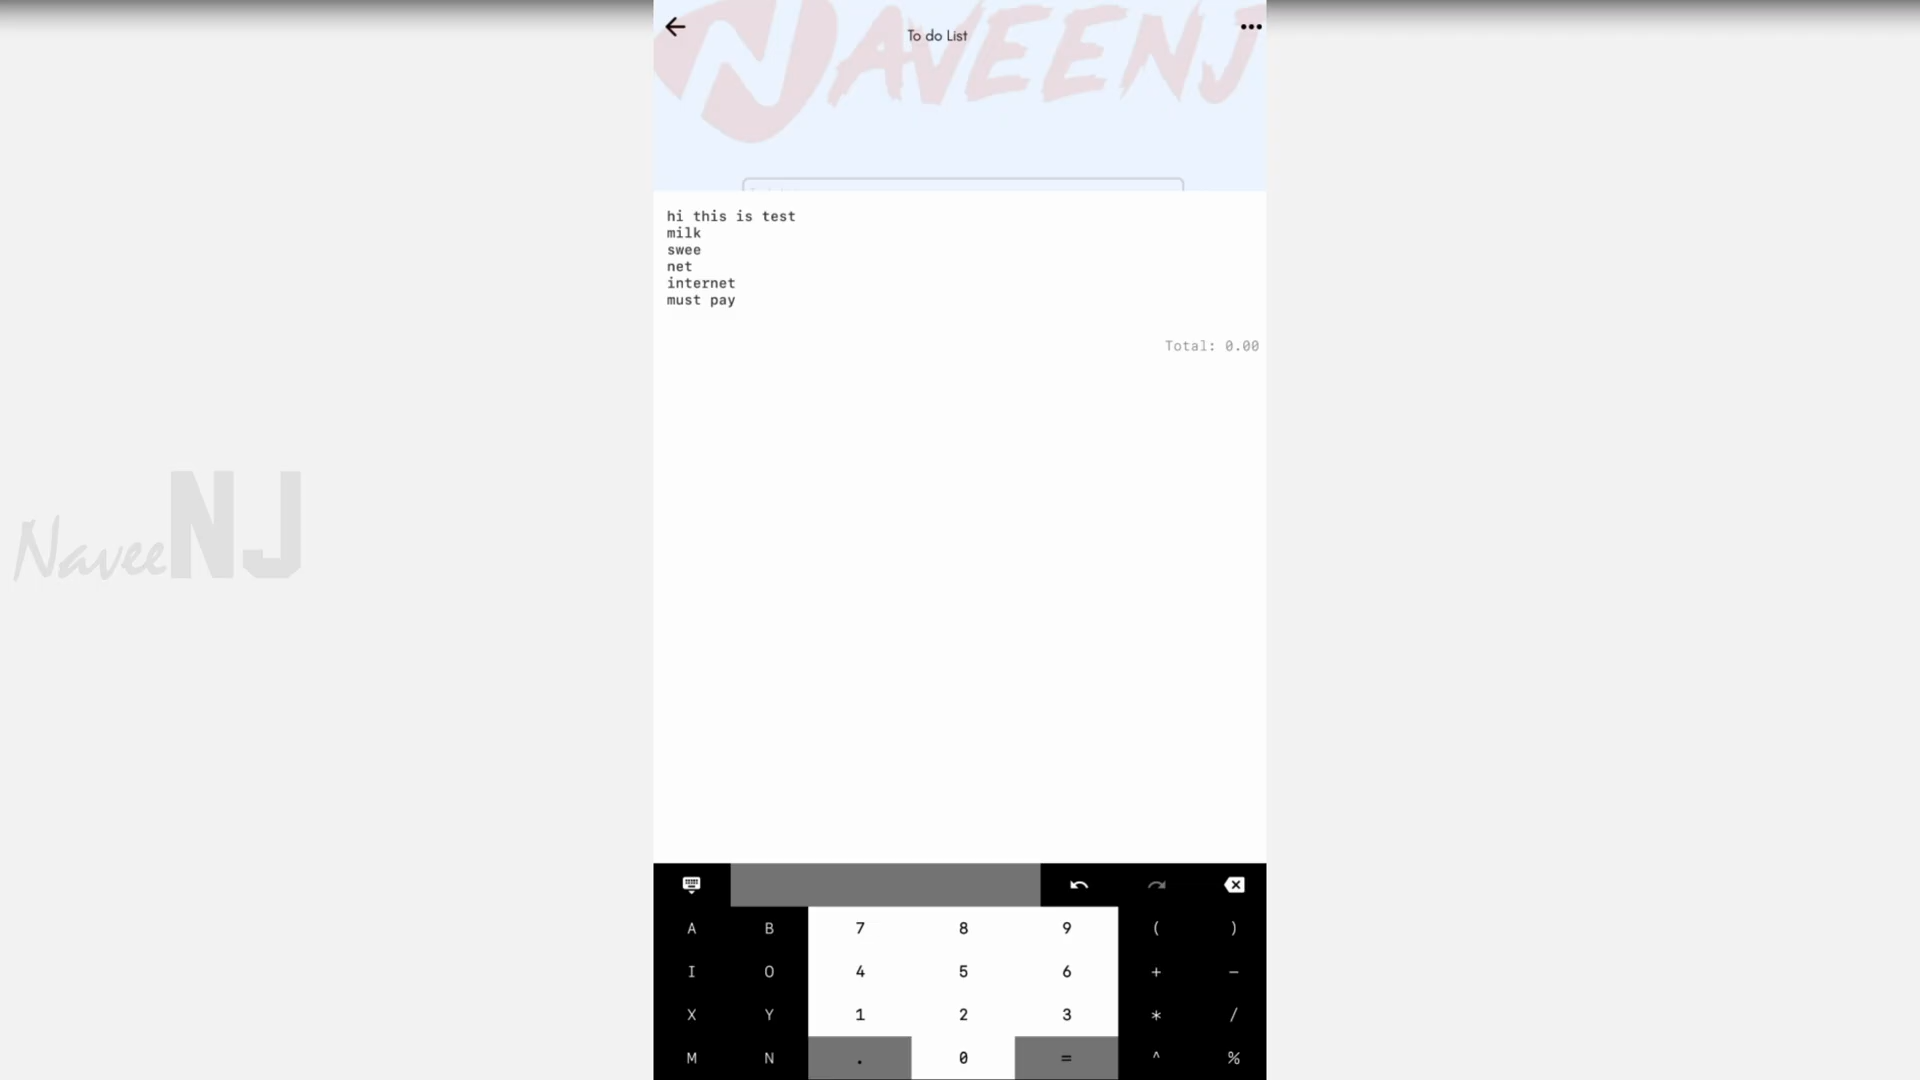 NAVEENJ
To do List
hi this is test
milk
swee
net
internet
must pay
Total: 0.00
NaveeNJ
A B 7 8 9 ( )
I O 4 5 6 + −
X Y 1 2 3 * /
M N . 0 = ^ %